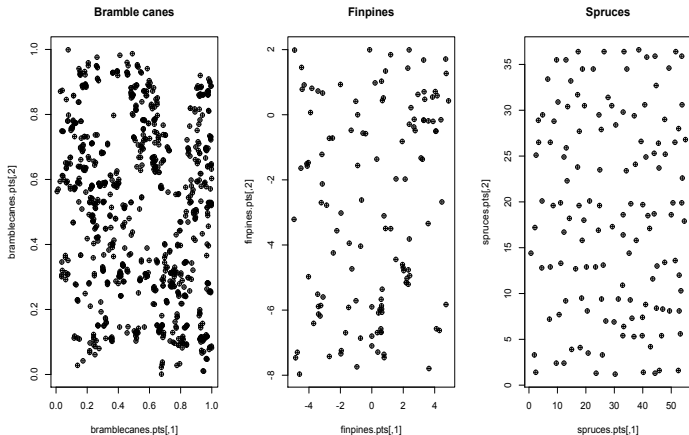 Bramble canes
Finpines
Spruces
bramblecanes.pts[,2]
1.0
0.8
0.6
0.4
0.2
0.0
0.0 0.2 0.4 0.6 0.8 1.0
bramblecanes.pts[,1]
finpines.pts[,2]
2
0
-2
-4
-6
-8
-4 -2 0 2 4
finpines.pts[,1]
spruces.pts[,2]
35
30
25
20
15
10
5
0
0 10 20 30 40 50
spruces.pts[,1]